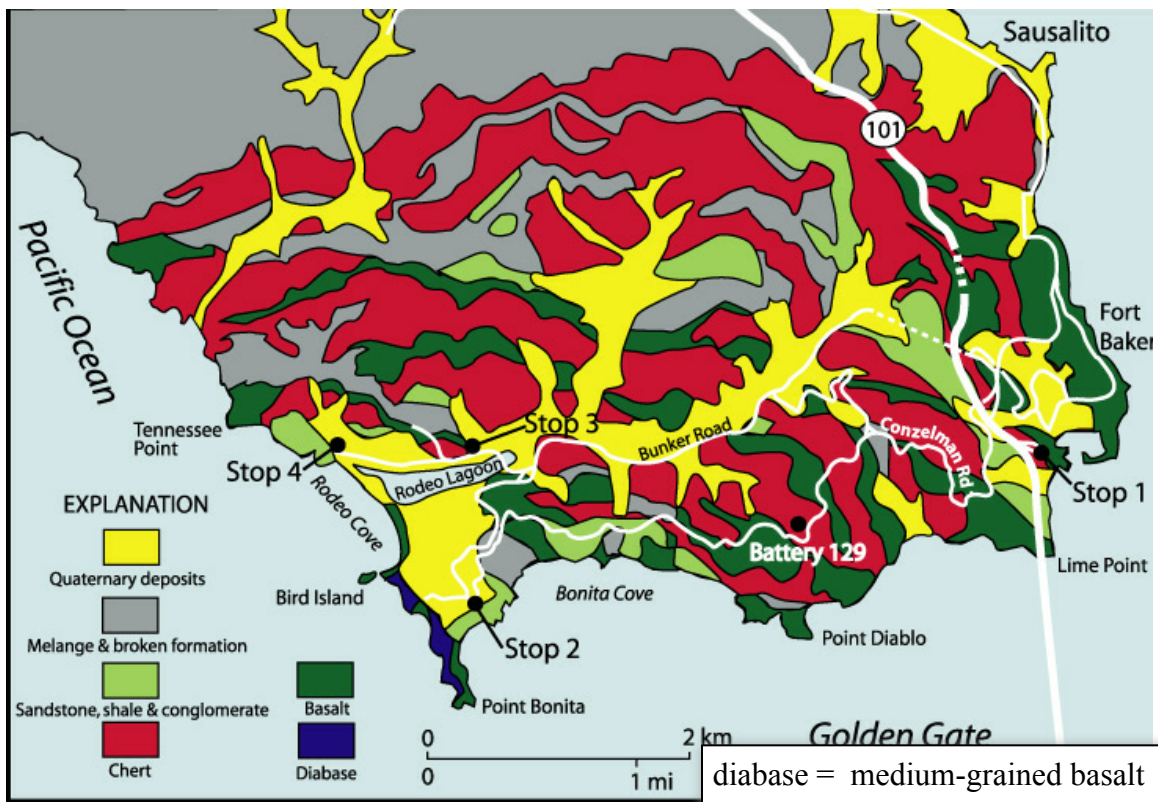 Sausalito
101
Pacific Ocean
Fort
Baker
Tennessee
Point
Stop 3
Bunker Road
Conzelman Rd
Stop 4
Rodeo Lagoon
Stop 1
EXPLANATION
Rodeo Cove
Battery 129
Quaternary deposits
Lime Point
Bird Island
Bonita Cove
Melange & broken formation
Stop 2
Point Diablo
Sandstone, shale & conglomerate
Basalt
Point Bonita
Chert
Diabase
0 2 km
0 1 mi
Golden Gate
diabase = medium-grained basalt